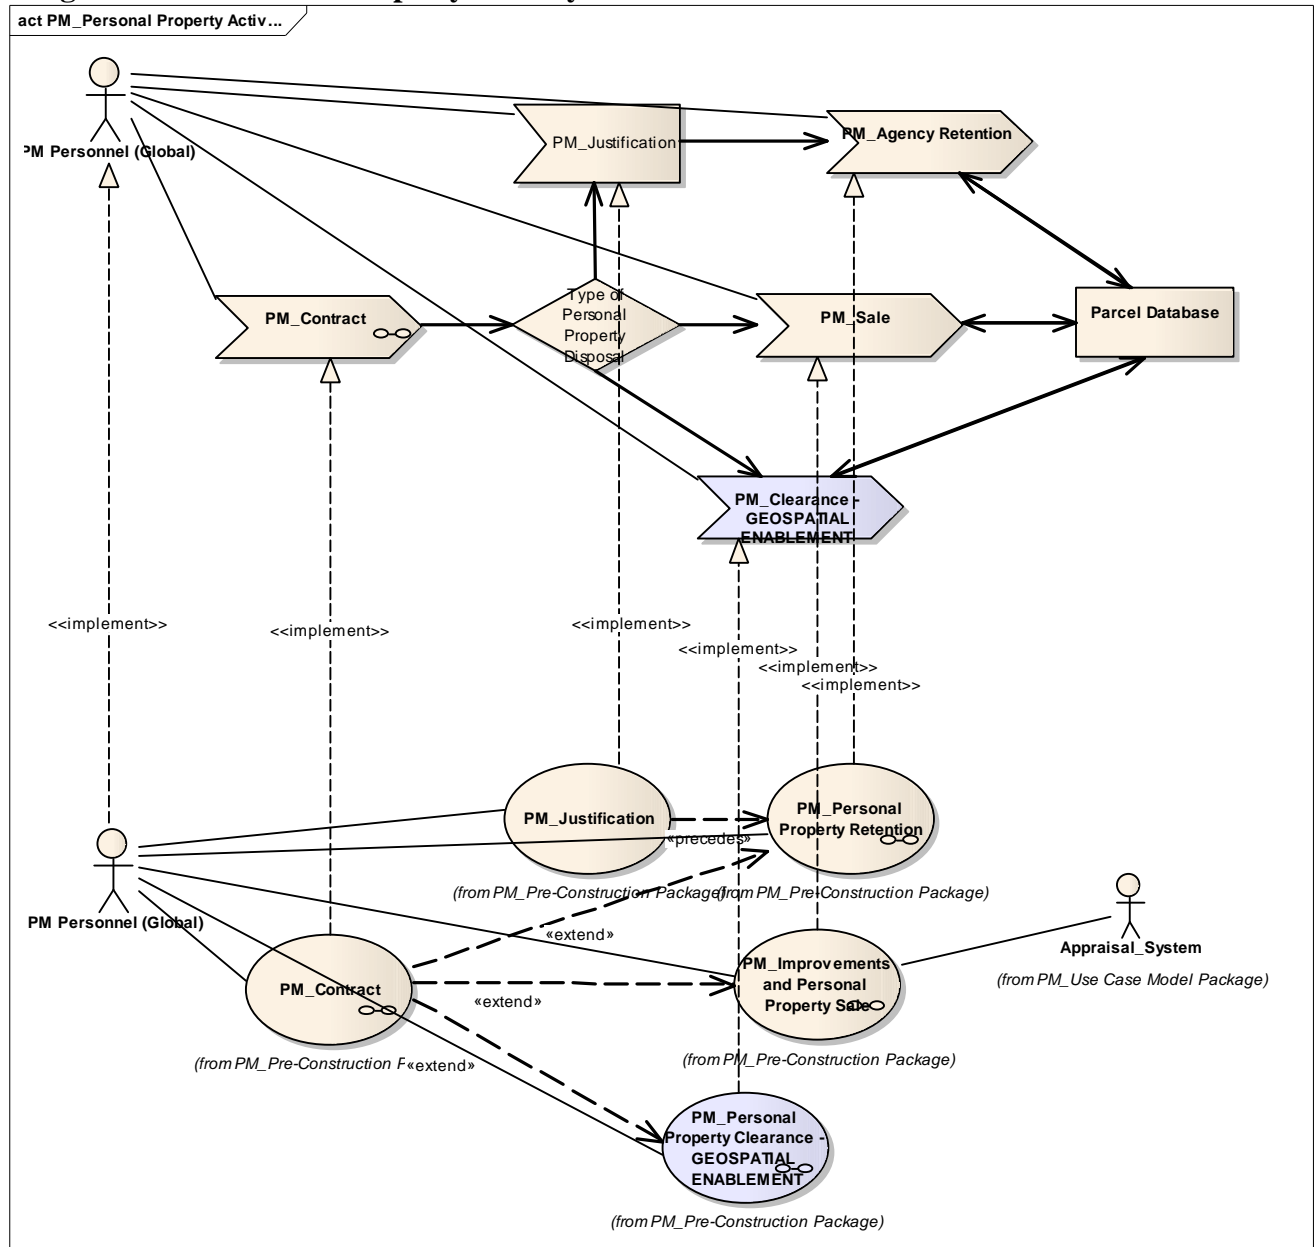 act PM_Personal Property Activ...
PM Personnel (Global)
PM_Justification
PM_Agency Retention
PM_Contract
Type of
Personal
Property
Disposal
PM_Sale
Parcel Database
PM_Clearance -
GEOSPATIAL
ENABLEMENT
<<implement>>
<<implement>>
<<implement>>
<<implement>>
<<implement>>
<<implement>>
PM_Justification
PM_Personal
Property Retention
«precedes»
(from PM_Pre-Construction Package)
(from PM_Pre-Construction Package)
PM Personnel (Global)
«extend»
Appraisal_System
(from PM_Use Case Model Package)
PM_Contract
PM_Improvements
and Personal
Property Sale
«extend»
(from PM_Pre-Construction P
«extend»
(from PM_Pre-Construction Package)
PM_Personal
Property Clearance -
GEOSPATIAL
ENABLEMENT
(from PM_Pre-Construction Package)